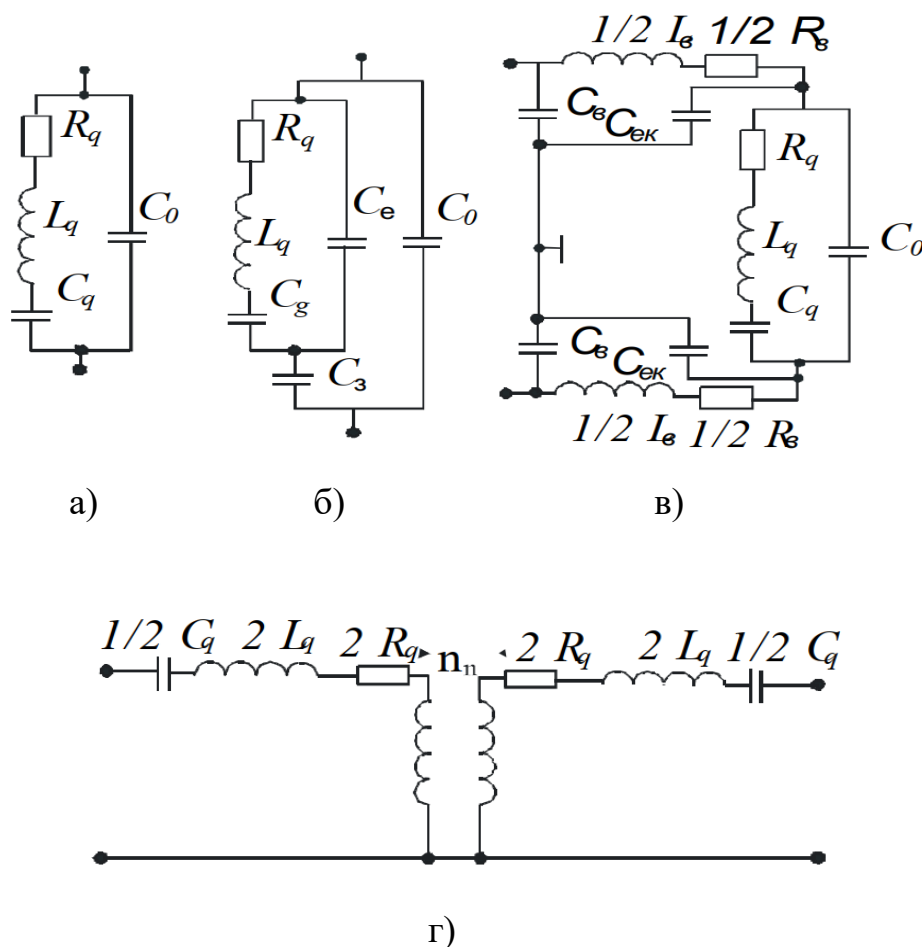 1/2 Lв 1/2 Rв
Rq
Lq
Cq
C0
Rq
Lq
Cg
Cе
C0
Cз
Cв Cек
Rq
Lq
Cq
C0
Cв Cек
1/2 Lв 1/2 Rв
а)
б)
в)
1/2 Cq 2 Lq 2 Rq nп 2 Rq 2 Lq 1/2 Cq
г)